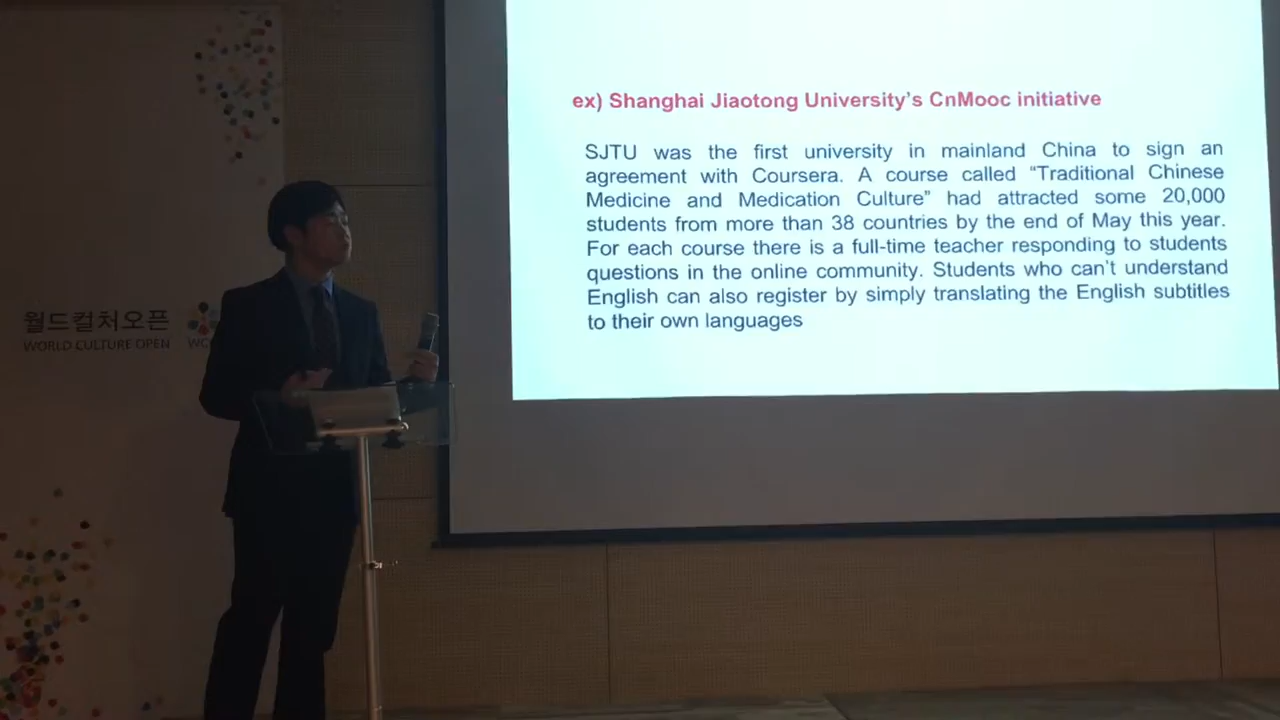 ex) Shanghai Jiaotong University's CnMooc initiative
SJTU was the first university in mainland China to sign an
agreement with Coursera. A course called “Traditional Chinese
Medicine and Medication Culture” had attracted some 20,000
students from more than 38 countries by the end of May this year.
For each course there is a full-time teacher responding to students
questions in the online community. Students who can't understand
English can also register by simply translating the English subtitles
to their own languages
월드컬처오픈
WORLD CULTURE OPEN